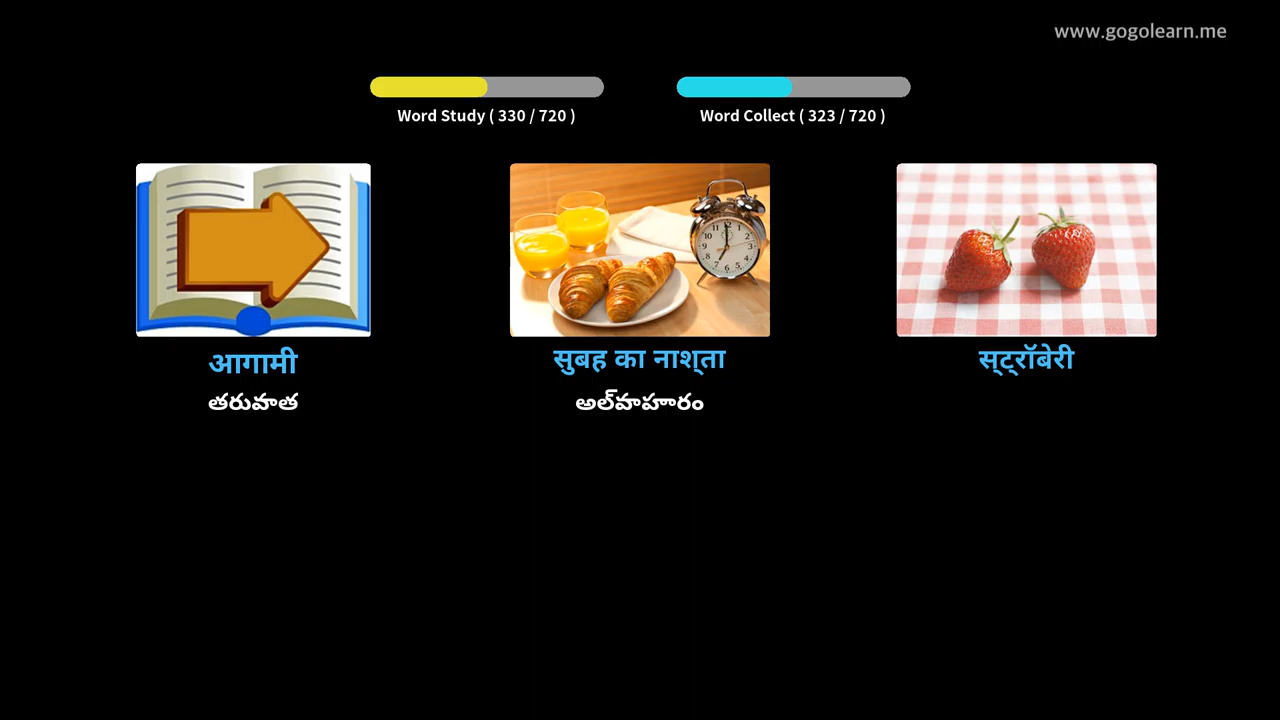 www.gogolearn.me
Word Study ( 330 / 720 )
Word Collect ( 323 / 720 )
आगामी
తరువాత
सुबह का नाश्ता
అల్‌వాహారం
स्ट्रॉबेरी